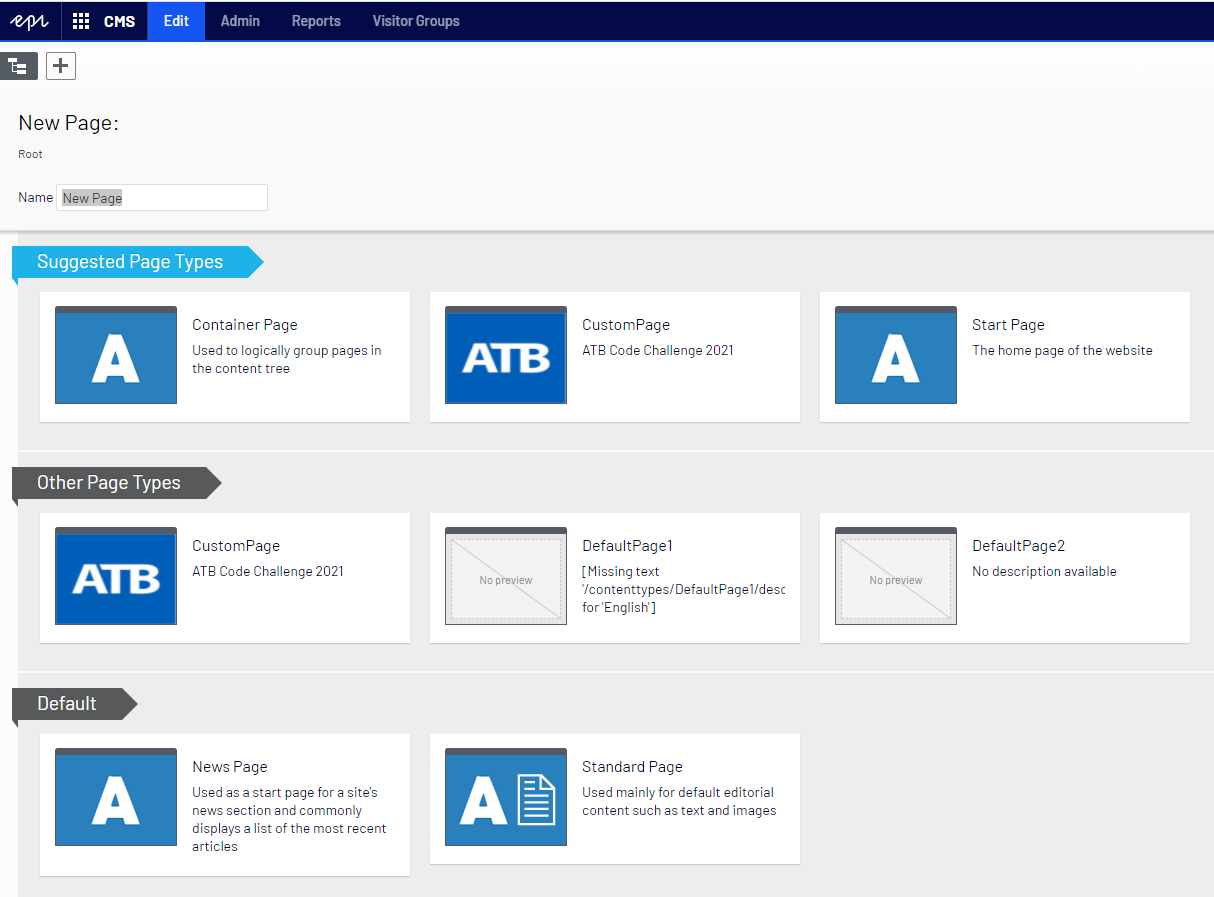 epi CMS Edit Admin Reports Visitor Groups
New Page:
Root
Name New Page
Suggested Page Types
A
Container Page
Used to logically group pages in
the content tree
ATB
CustomPage
ATB Code Challenge 2021
A
Start Page
The home page of the website
Other Page Types
ATB
CustomPage
ATB Code Challenge 2021
No preview
DefaultPage1
[Missing text
'/contenttypes/DefaultPage1/desc
for 'English']
No preview
DefaultPage2
No description available
Default
A
News Page
Used as a start page for a site's
news section and commonly
displays a list of the most recent
articles
A
Standard Page
Used mainly for default editorial
content such as text and images